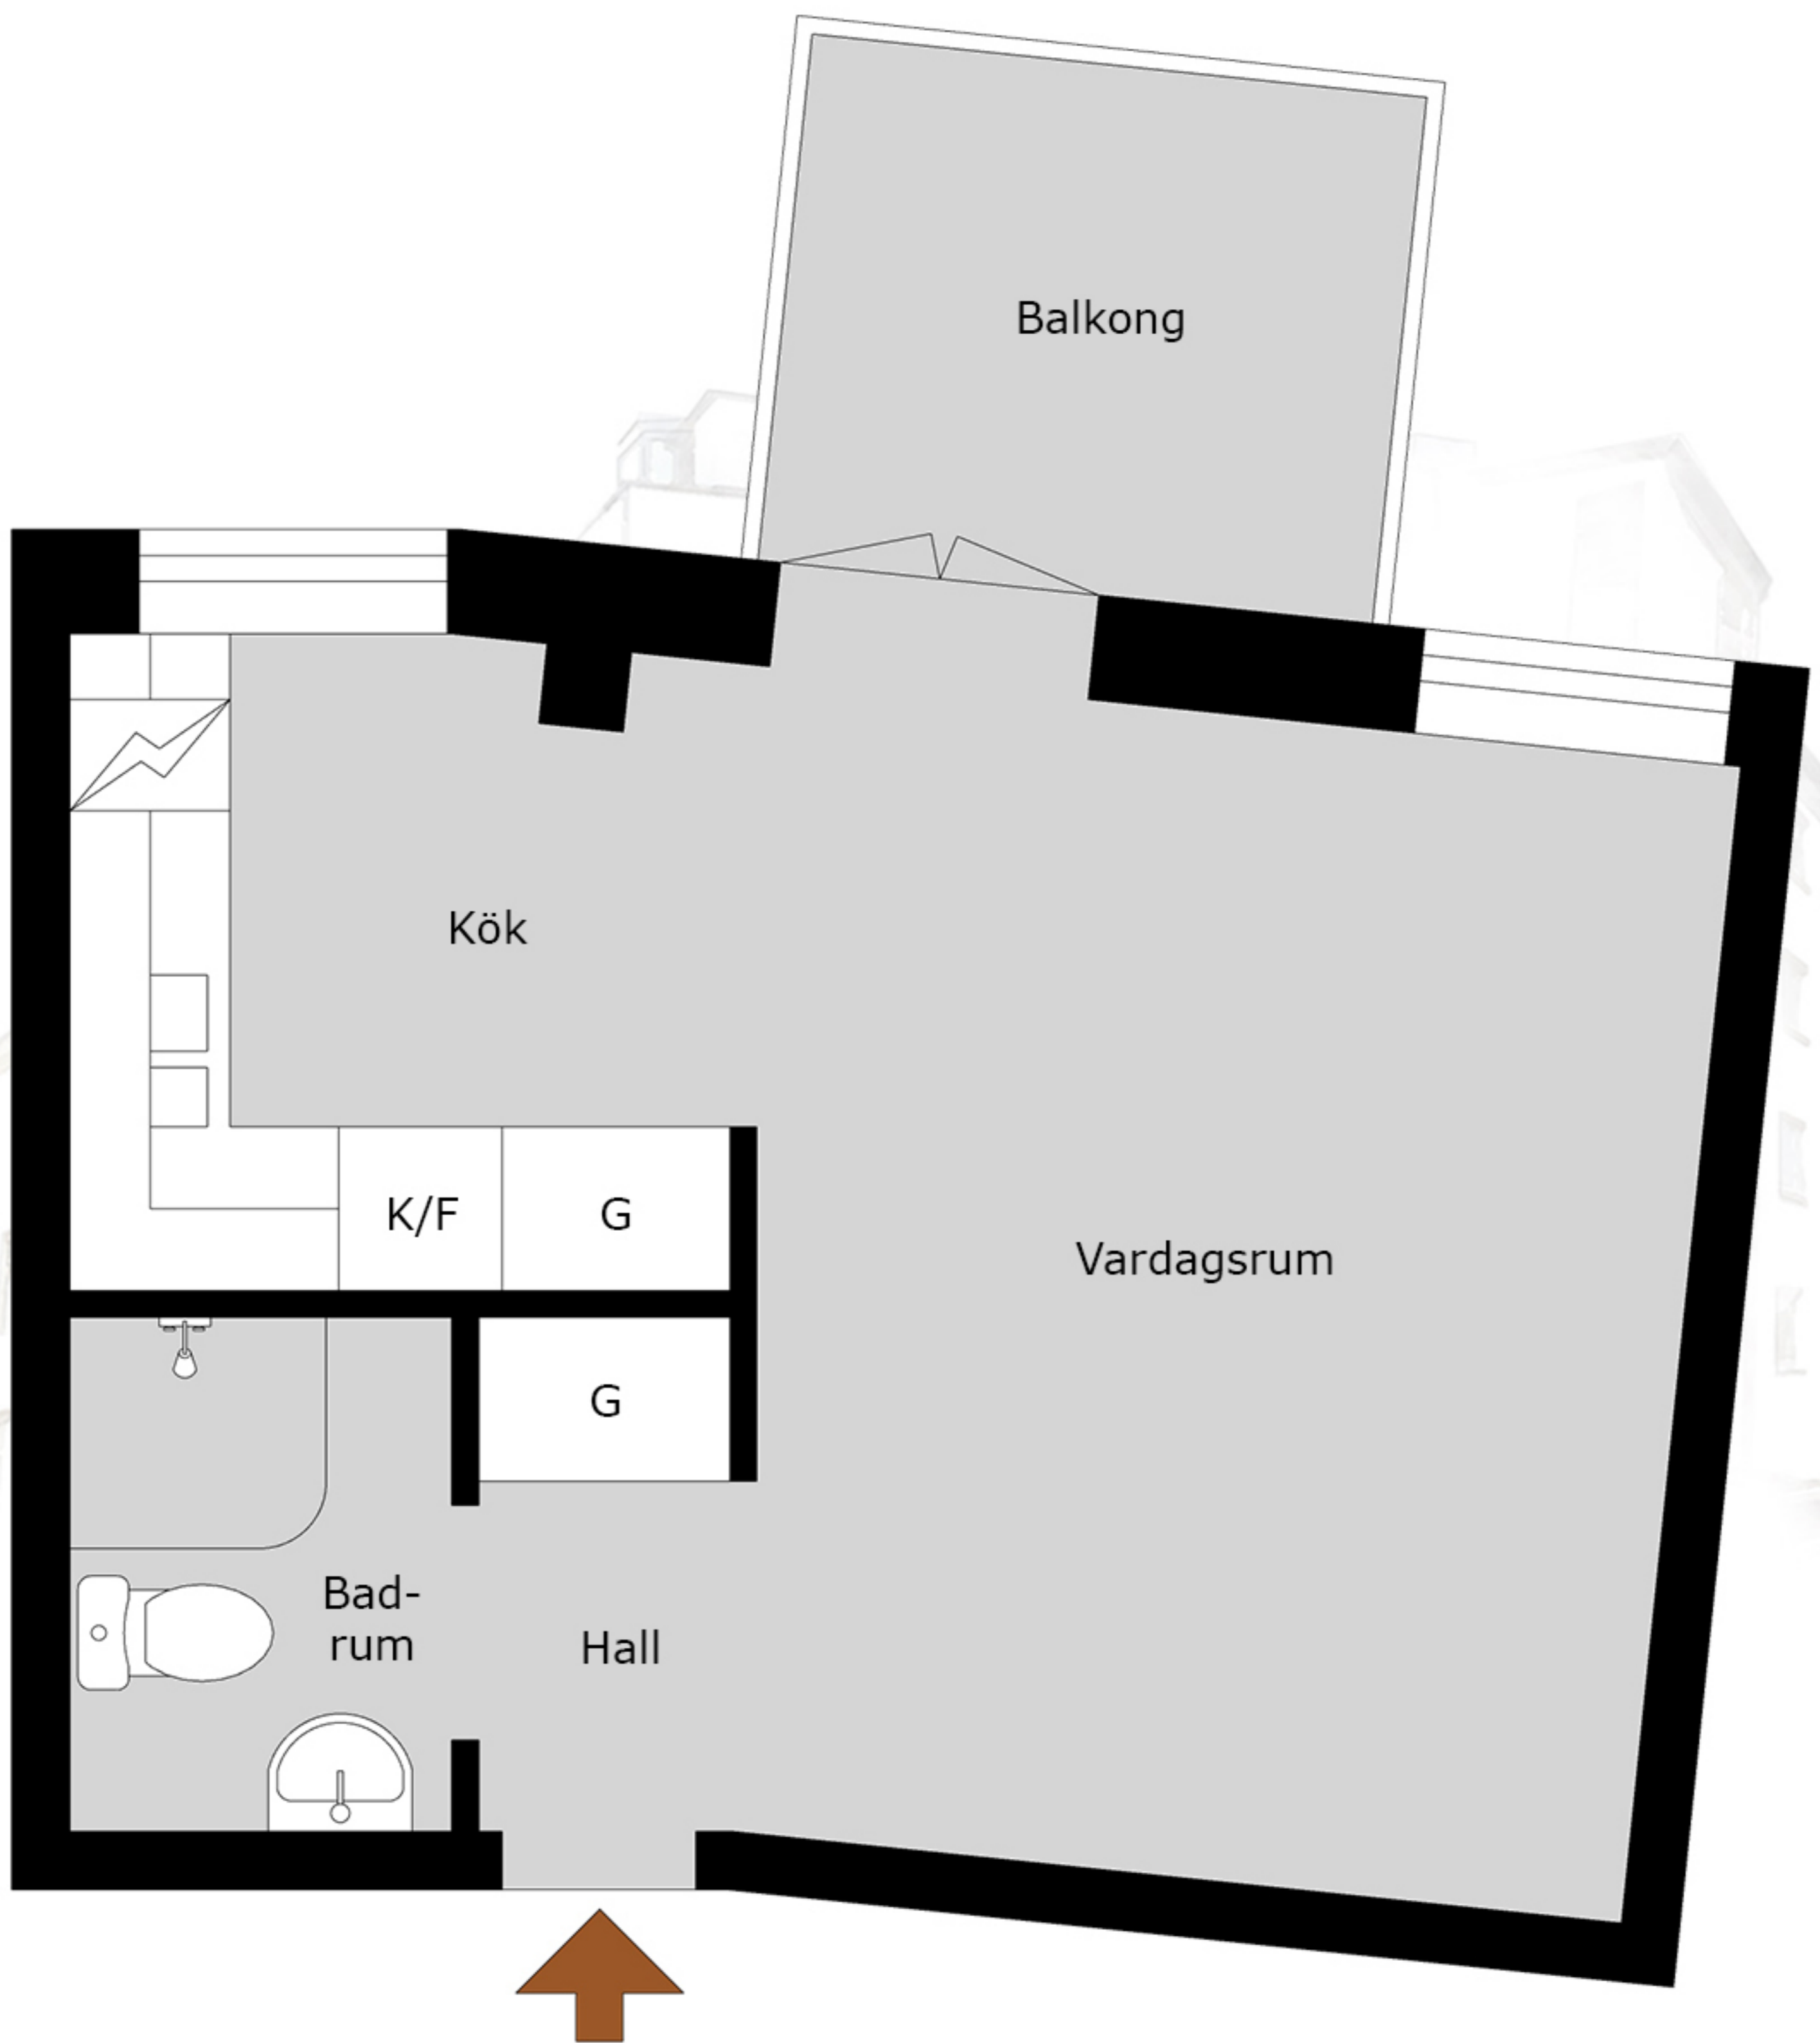 Balkong
Kök
K/F
G
Vardagsrum
G
Bad-
rum
Hall